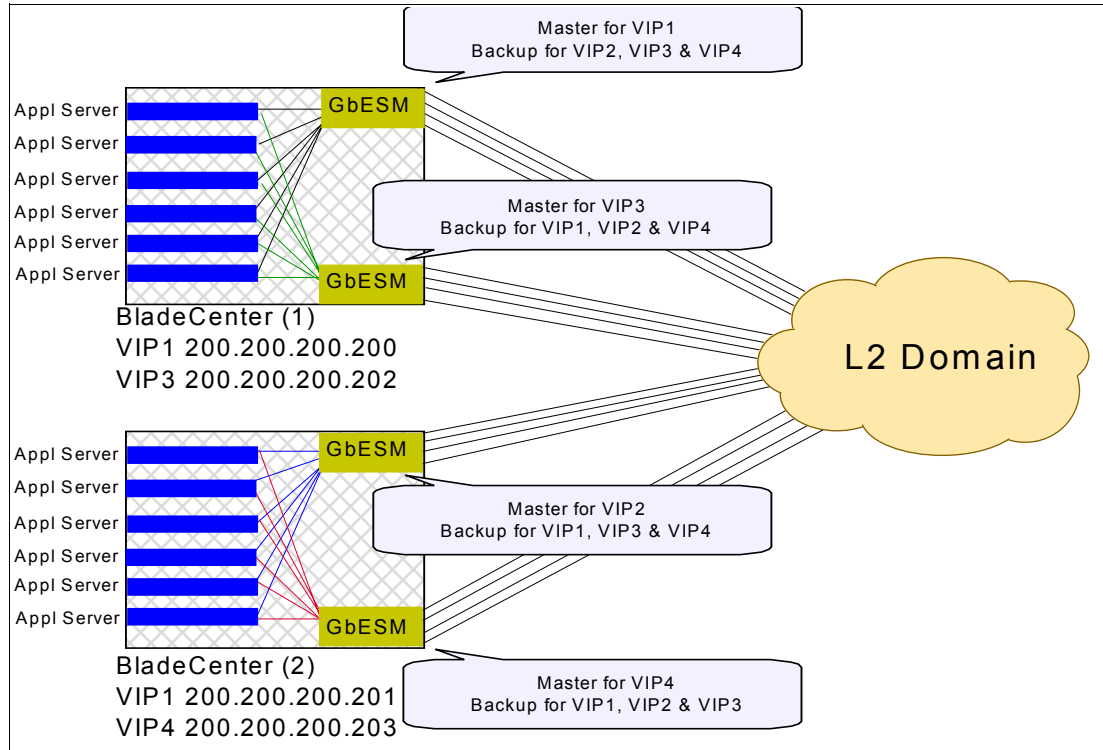 Master for VIP1
Backup for VIP2, VIP3 & VIP4
GbESM
Appl Server
Appl Server
Appl Server
Appl Server
Appl Server
Appl Server
Master for VIP3
Backup for VIP1, VIP2 & VIP4
GbESM
BladeCenter (1)
VIP1 200.200.200.200
VIP3 200.200.200.202
L2 Domain
GbESM
Appl Server
Appl Server
Appl Server
Appl Server
Appl Server
Appl Server
Master for VIP2
Backup for VIP1, VIP3 & VIP4
GbESM
BladeCenter (2)
VIP1 200.200.200.201
VIP4 200.200.200.203
Master for VIP4
Backup for VIP1, VIP2 & VIP3